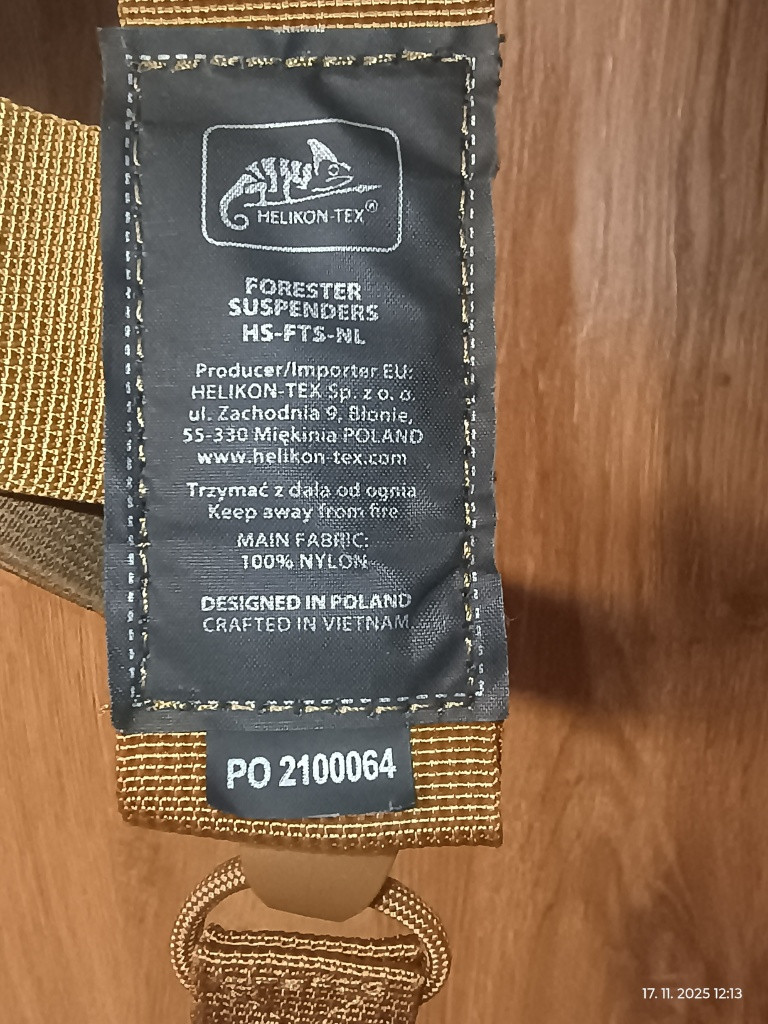 HELIKON-TEX®
FORESTER
SUSPENDERS
HS-FTS-NL
Producer/Importer EU:
HELIKON-TEX Sp. z o. o.
ul. Zachodnia 9, Błonie,
55-330 Miękinia POLAND
www.helikon-tex.com
Trzymać z dala od ognia
Keep away from fire
MAIN FABRIC:
100% NYLON
DESIGNED IN POLAND
CRAFTED IN VIETNAM
PO 2100064
17. 11. 2025 12:13